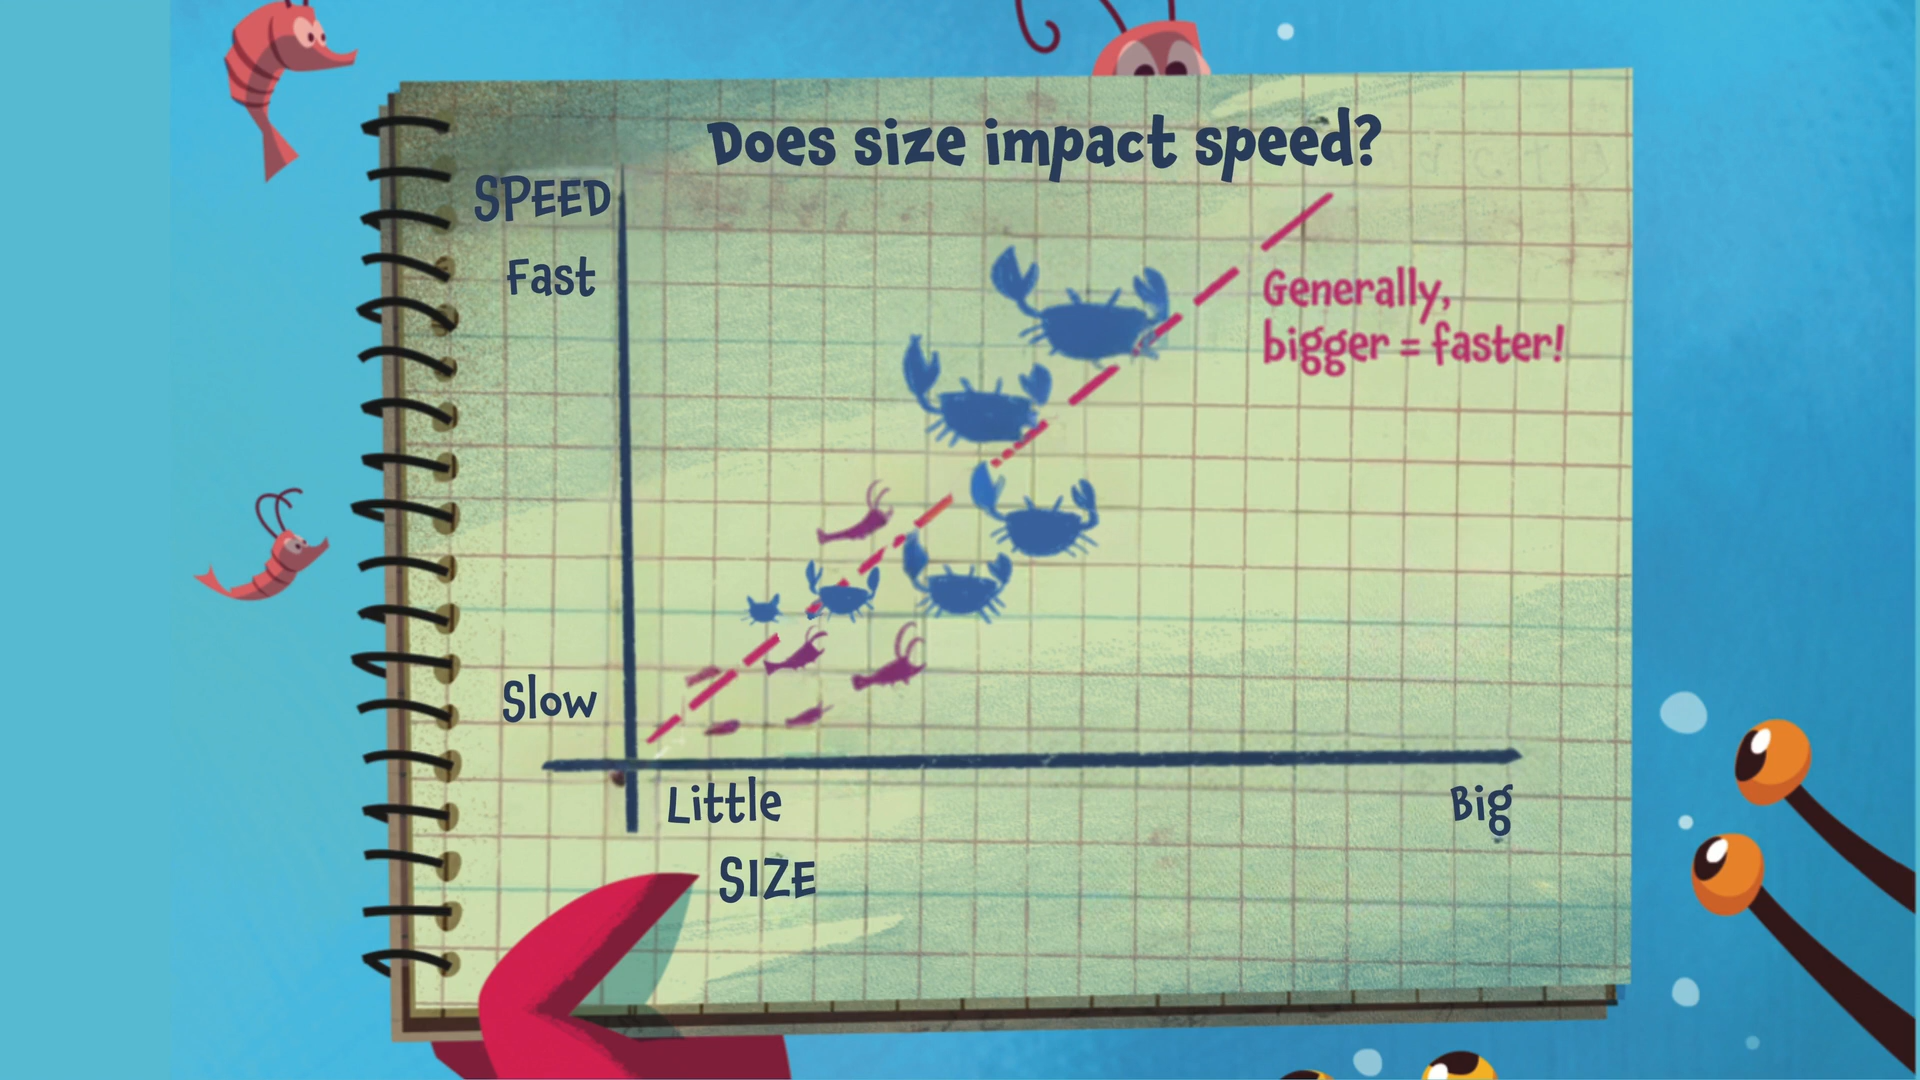 Does size impact speed?
SPEED
Fast
Generally,
bigger = faster!
Slow
Little
Big
SIZE